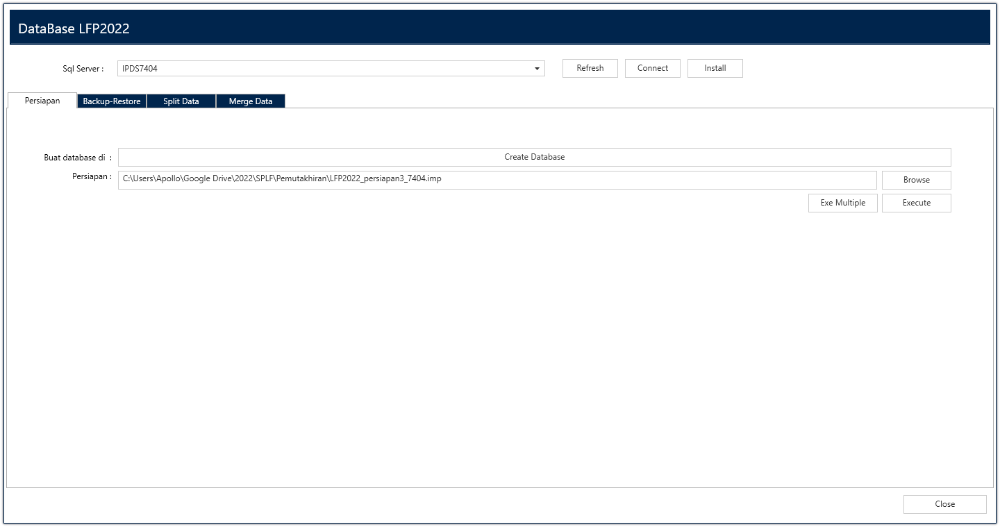 DataBase LFP2022
Sql Server : IPDS7404 Refresh Connect Install
Persiapan Backup-Restore Split Data Merge Data
Buat database di : Create Database
Persiapan : C:\Users\Apollo\Google Drive\2022\SPLF\Pemutakhiran\LFP2022_persiapan3_7404.imp Browse
Exe Multiple Execute
Close